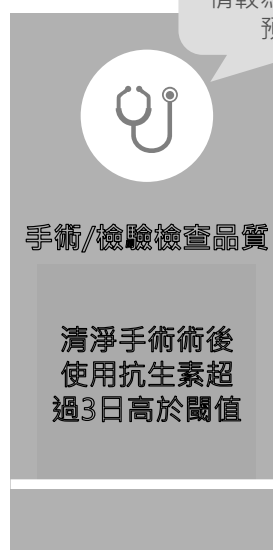 手術/檢驗檢查品質
清淨手術術後
使用抗生素超
過3日高於閾值